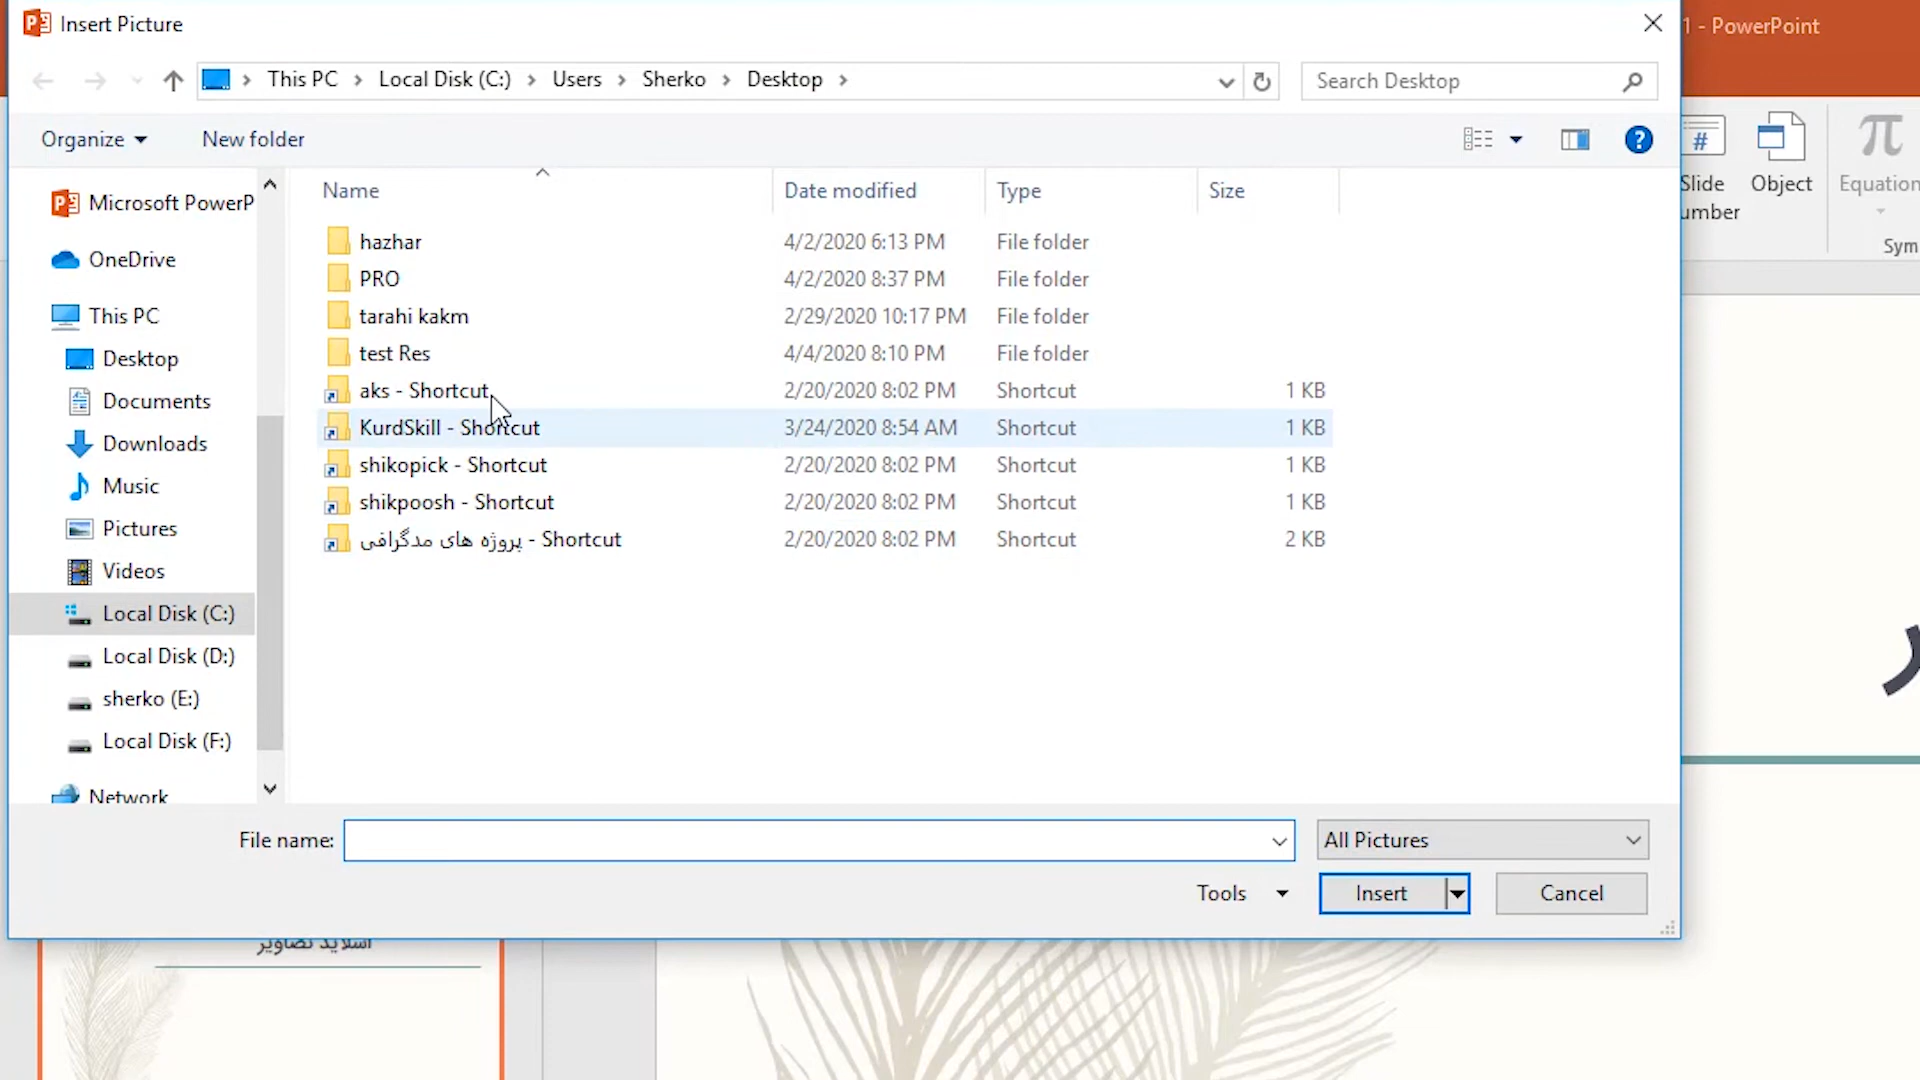 Insert Picture
1 - PowerPoint
This PC > Local Disk (C:) > Users > Sherko > Desktop >
Search Desktop
Organize
New folder
Slide
Object
Equation
Name
Date modified
Type
Size
Microsoft PowerP
OneDrive
This PC
Desktop
Documents
Downloads
Music
Pictures
Videos
Local Disk (C:)
Local Disk (D:)
sherko (E:)
Local Disk (F:)
Network
hazhar 4/2/2020 6:13 PM File folder
PRO 4/2/2020 8:37 PM File folder
tarahi kakm 2/29/2020 10:17 PM File folder
test Res 4/4/2020 8:10 PM File folder
aks - Shortcut 2/20/2020 8:02 PM Shortcut 1 KB
KurdSkill - Shortcut 3/24/2020 8:54 AM Shortcut 1 KB
shikopick - Shortcut 2/20/2020 8:02 PM Shortcut 1 KB
shikpoosh - Shortcut 2/20/2020 8:02 PM Shortcut 1 KB
پروژه های مدگرافی - Shortcut 2/20/2020 8:02 PM Shortcut 2 KB
File name:
All Pictures
Tools
Insert
Cancel
اسلاید تصاویر